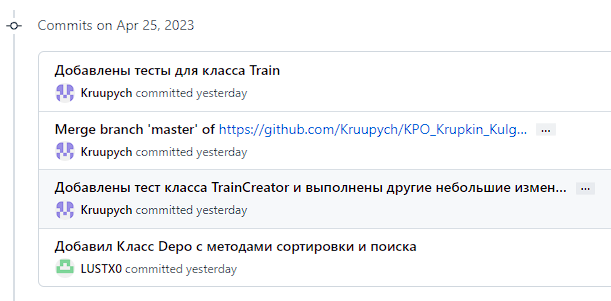 Commits on Apr 25, 2023
Добавлены тесты для класса Train
Kruupych committed yesterday
Merge branch 'master' of https://github.com/Kruupych/KPO_Krupkin_Kulg... ...
Kruupych committed yesterday
Добавлены тест класса TrainCreator и выполнены другие небольшие измен... ...
Kruupych committed yesterday
Добавил Класс Depo с методами сортировки и поиска
LUSTX0 committed yesterday